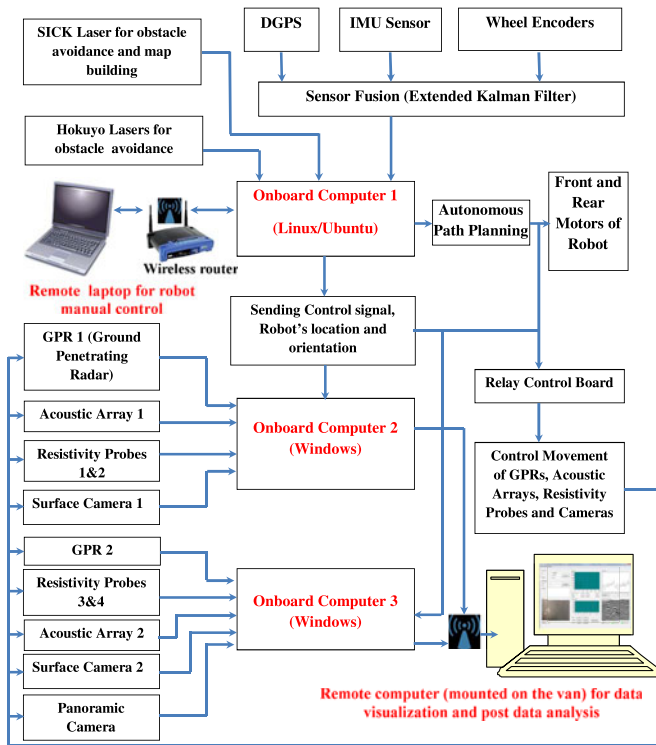 SICK Laser for obstacle
avoidance and map
building
DGPS
IMU Sensor
Wheel Encoders
Sensor Fusion (Extended Kalman Filter)
Hokuyo Lasers for
obstacle avoidance
Onboard Computer 1
(Linux/Ubuntu)
Autonomous
Path Planning
Front and
Rear
Motors of
Robot
Wireless router
Remote laptop for robot
manual control
Sending Control signal,
Robot's location and
orientation
GPR 1 (Ground
Penetrating
Radar)
Relay Control Board
Acoustic Array 1
Onboard Computer 2
(Windows)
Resistivity Probes
1&2
Control Movement
of GPRs, Acoustic
Arrays, Resistivity
Probes and Cameras
Surface Camera 1
GPR 2
Resistivity Probes
3&4
Onboard Computer 3
(Windows)
Acoustic Array 2
Surface Camera 2
Panoramic
Camera
Remote computer (mounted on the van) for data
visualization and post data analysis